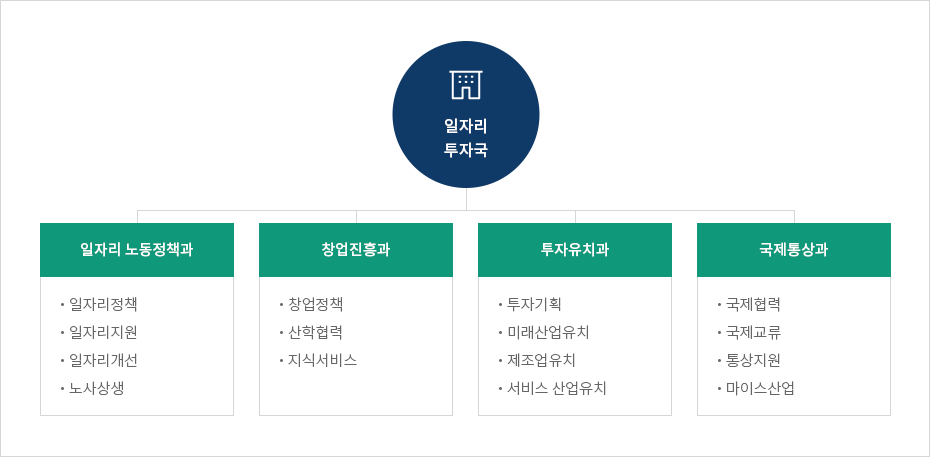 일자리
투자국
일자리 노동정책과
• 일자리정책
• 일자리지원
• 일자리개선
• 노사상생
창업진흥과
• 창업정책
• 산학협력
• 지식서비스
투자유치과
• 투자기획
• 미래산업유치
• 제조업유치
• 서비스 산업유치
국제통상과
• 국제협력
• 국제교류
• 통상지원
• 마이스산업